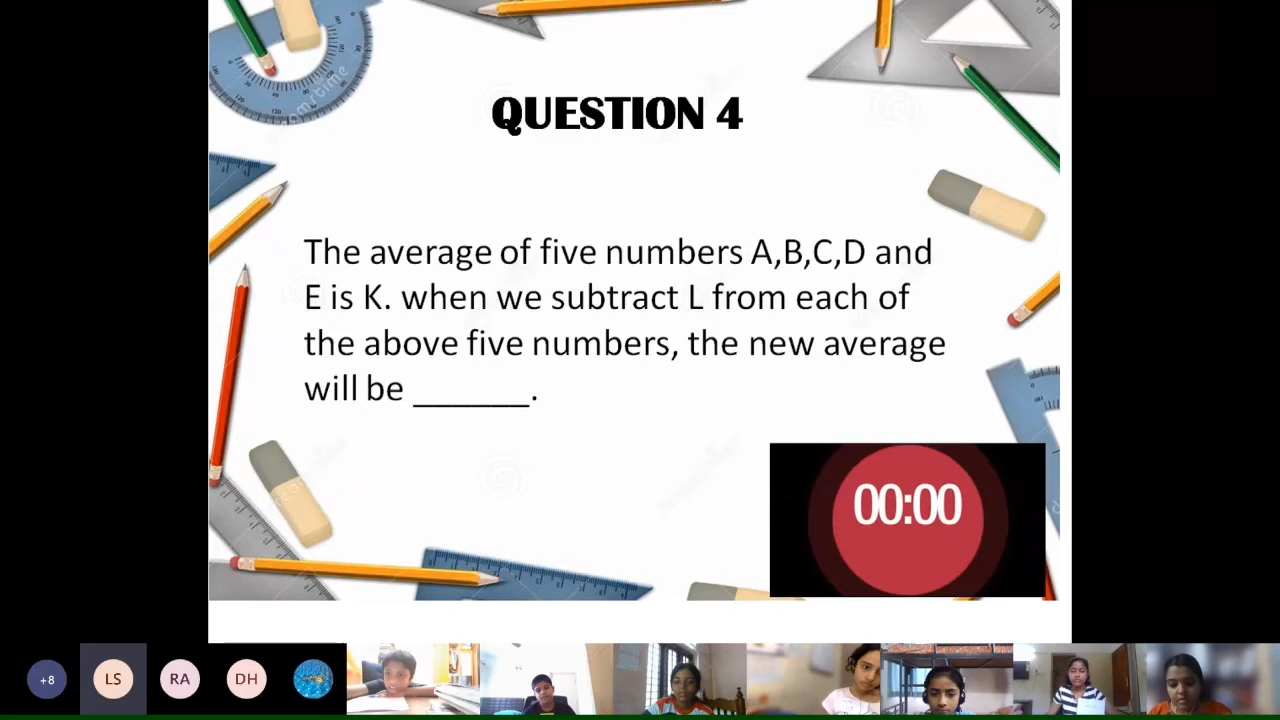 QUESTION 4
The average of five numbers A,B,C,D and
E is K. when we subtract L from each of
the above five numbers, the new average
will be ______.
00:00
+8
LS
RA
DH